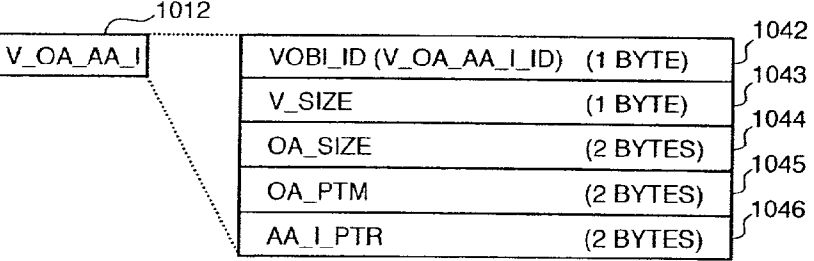 1012
V_OA_AA_I
VOBI_ID (V_OA_AA_I_ID) (1 BYTE) 1042
V_SIZE (1 BYTE) 1043
OA_SIZE (2 BYTES) 1044
OA_PTM (2 BYTES) 1045
AA_I_PTR (2 BYTES) 1046